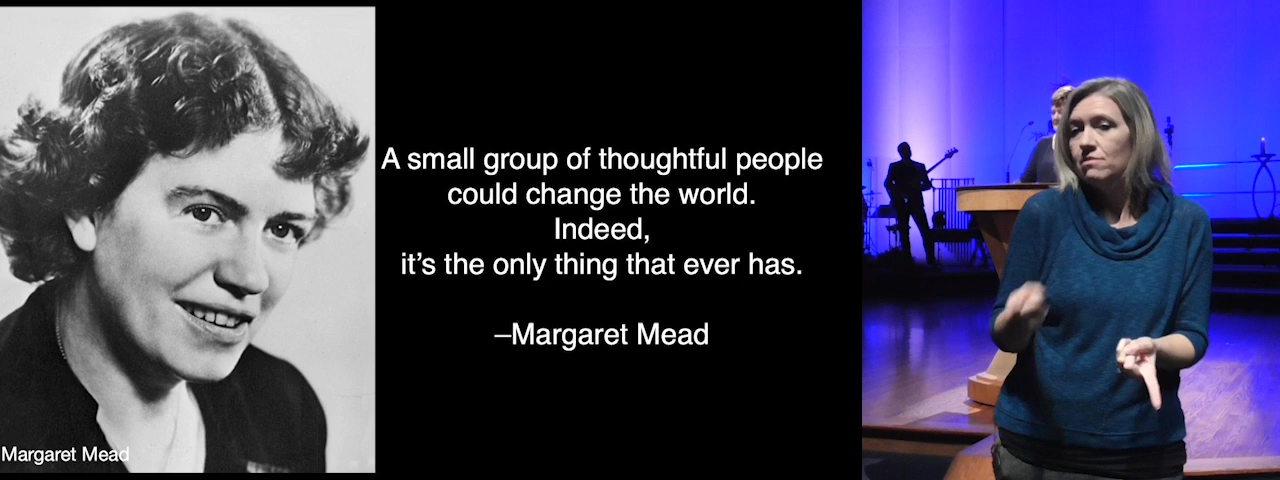 A small group of thoughtful people
could change the world.
Indeed,
it's the only thing that ever has.
–Margaret Mead
Margaret Mead